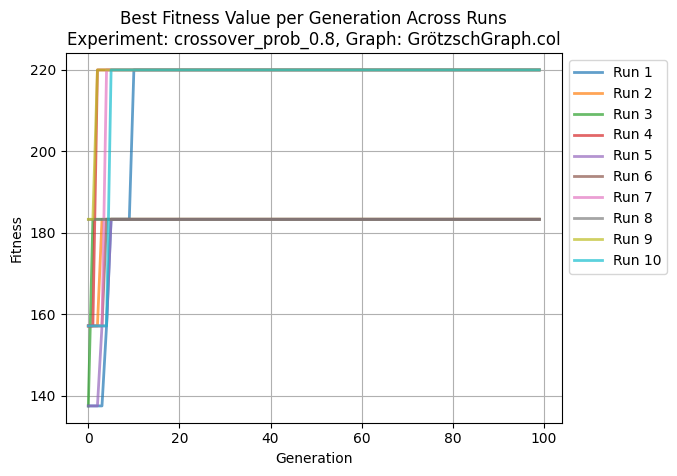 Best Fitness Value per Generation Across Runs
Experiment: crossover_prob_0.8, Graph: GrötzschGraph.col
220
200
180
160
140
Fitness
0
20
40
60
80
100
Generation
Run 1
Run 2
Run 3
Run 4
Run 5
Run 6
Run 7
Run 8
Run 9
Run 10